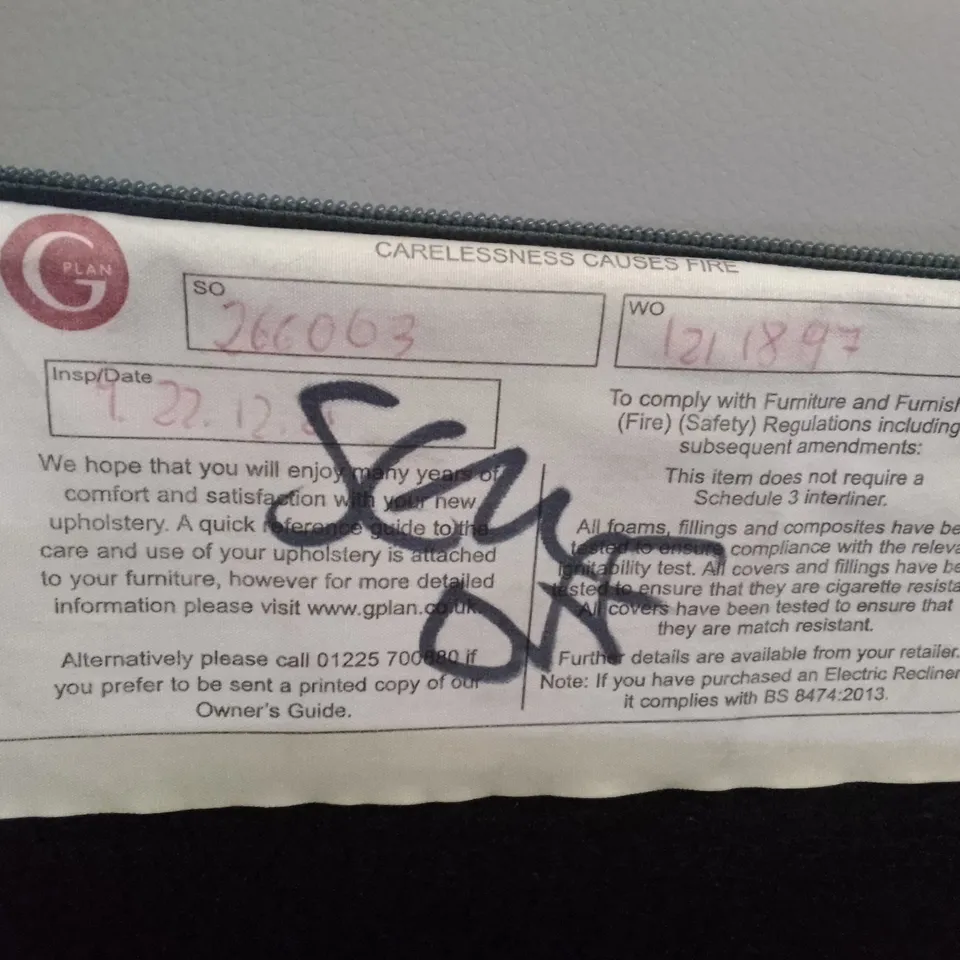 G PLAN
CARELESSNESS CAUSES FIRE
SO
266003
WO
1211897
Insp/Date
9. 22.12.
We hope that you will enjoy many years of
comfort and satisfaction with your new
upholstery. A quick reference guide to the
care and use of your upholstery is attached
to your furniture, however for more detailed
information please visit www.gplan.co.uk.
Alternatively please call 01225 700880 if
you prefer to be sent a printed copy of our
Owner's Guide.
To comply with Furniture and Furnish
(Fire) (Safety) Regulations including
subsequent amendments:
This item does not require a
Schedule 3 interliner.
All foams, fillings and composites have be
tested to ensure compliance with the releva
ignitability test. All covers and fillings have be
tested to ensure that they are cigarette resista
All covers have been tested to ensure that
they are match resistant.
Further details are available from your retailer.
Note: If you have purchased an Electric Recliner
it complies with BS 8474:2013.